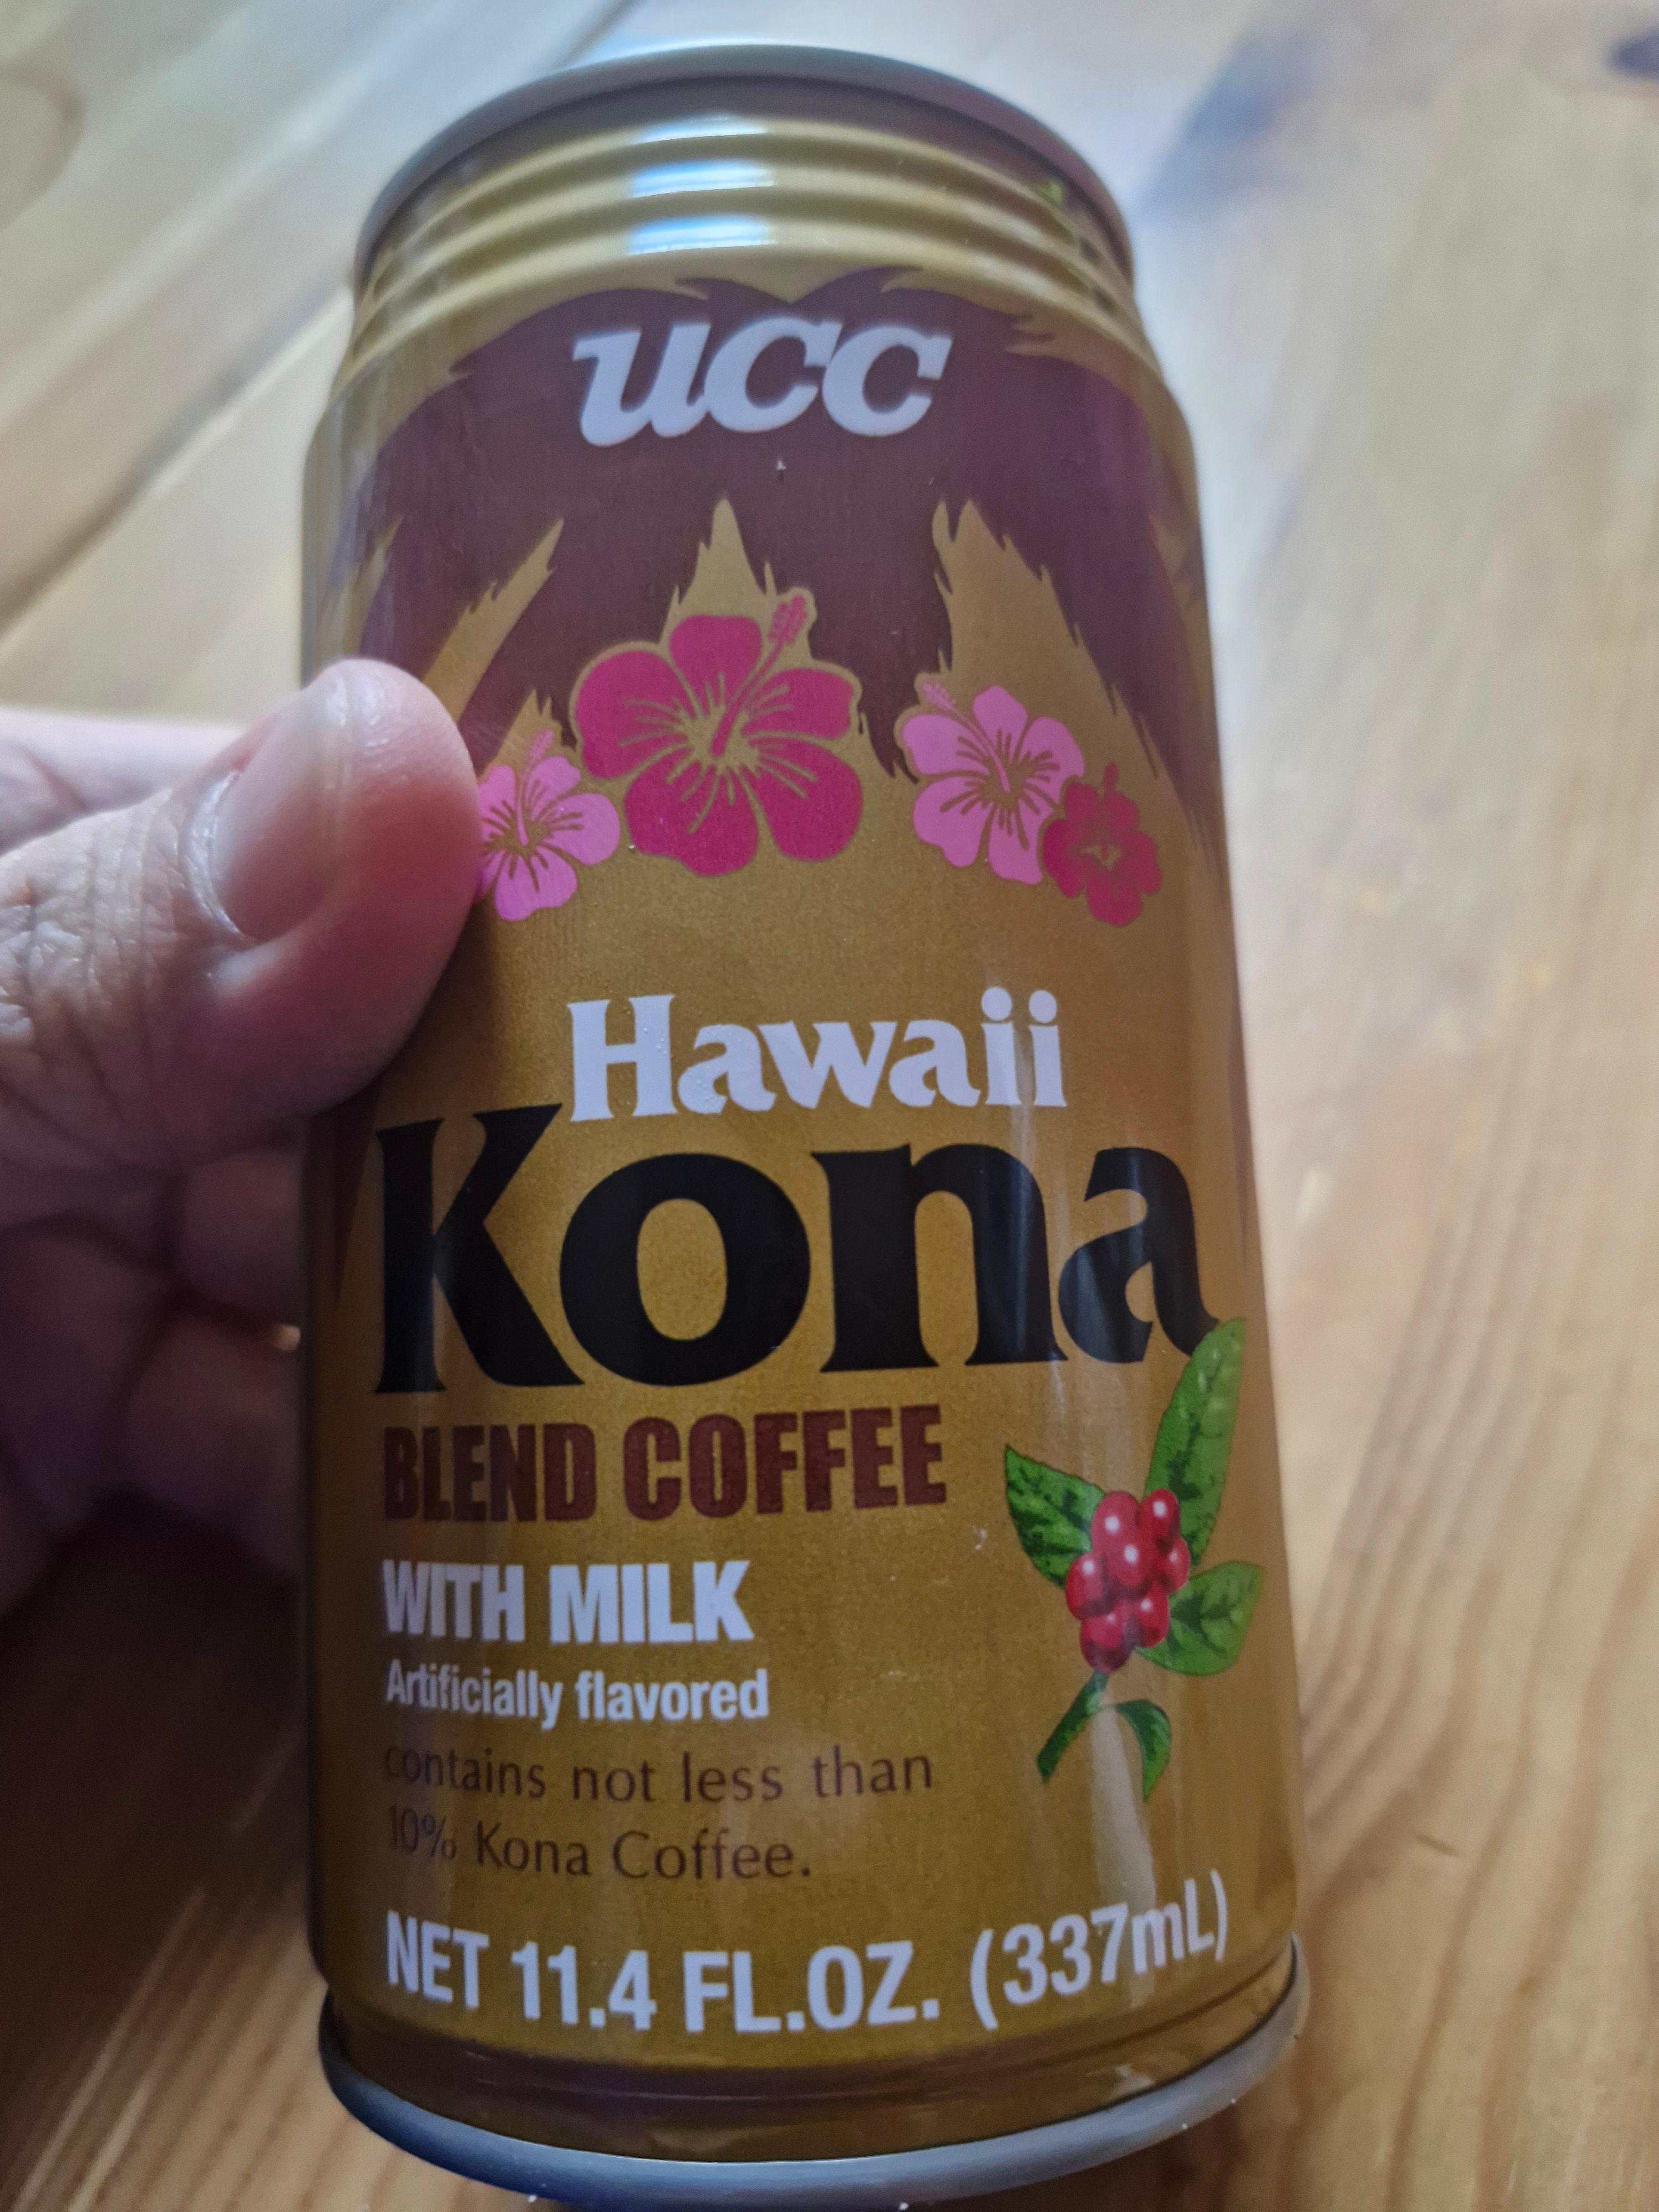 UCC
Hawaii
Kona
BLEND COFFEE
WITH MILK
Artificially flavored
contains not less than
10% Kona Coffee.
NET 11.4 FL.OZ. (337mL)